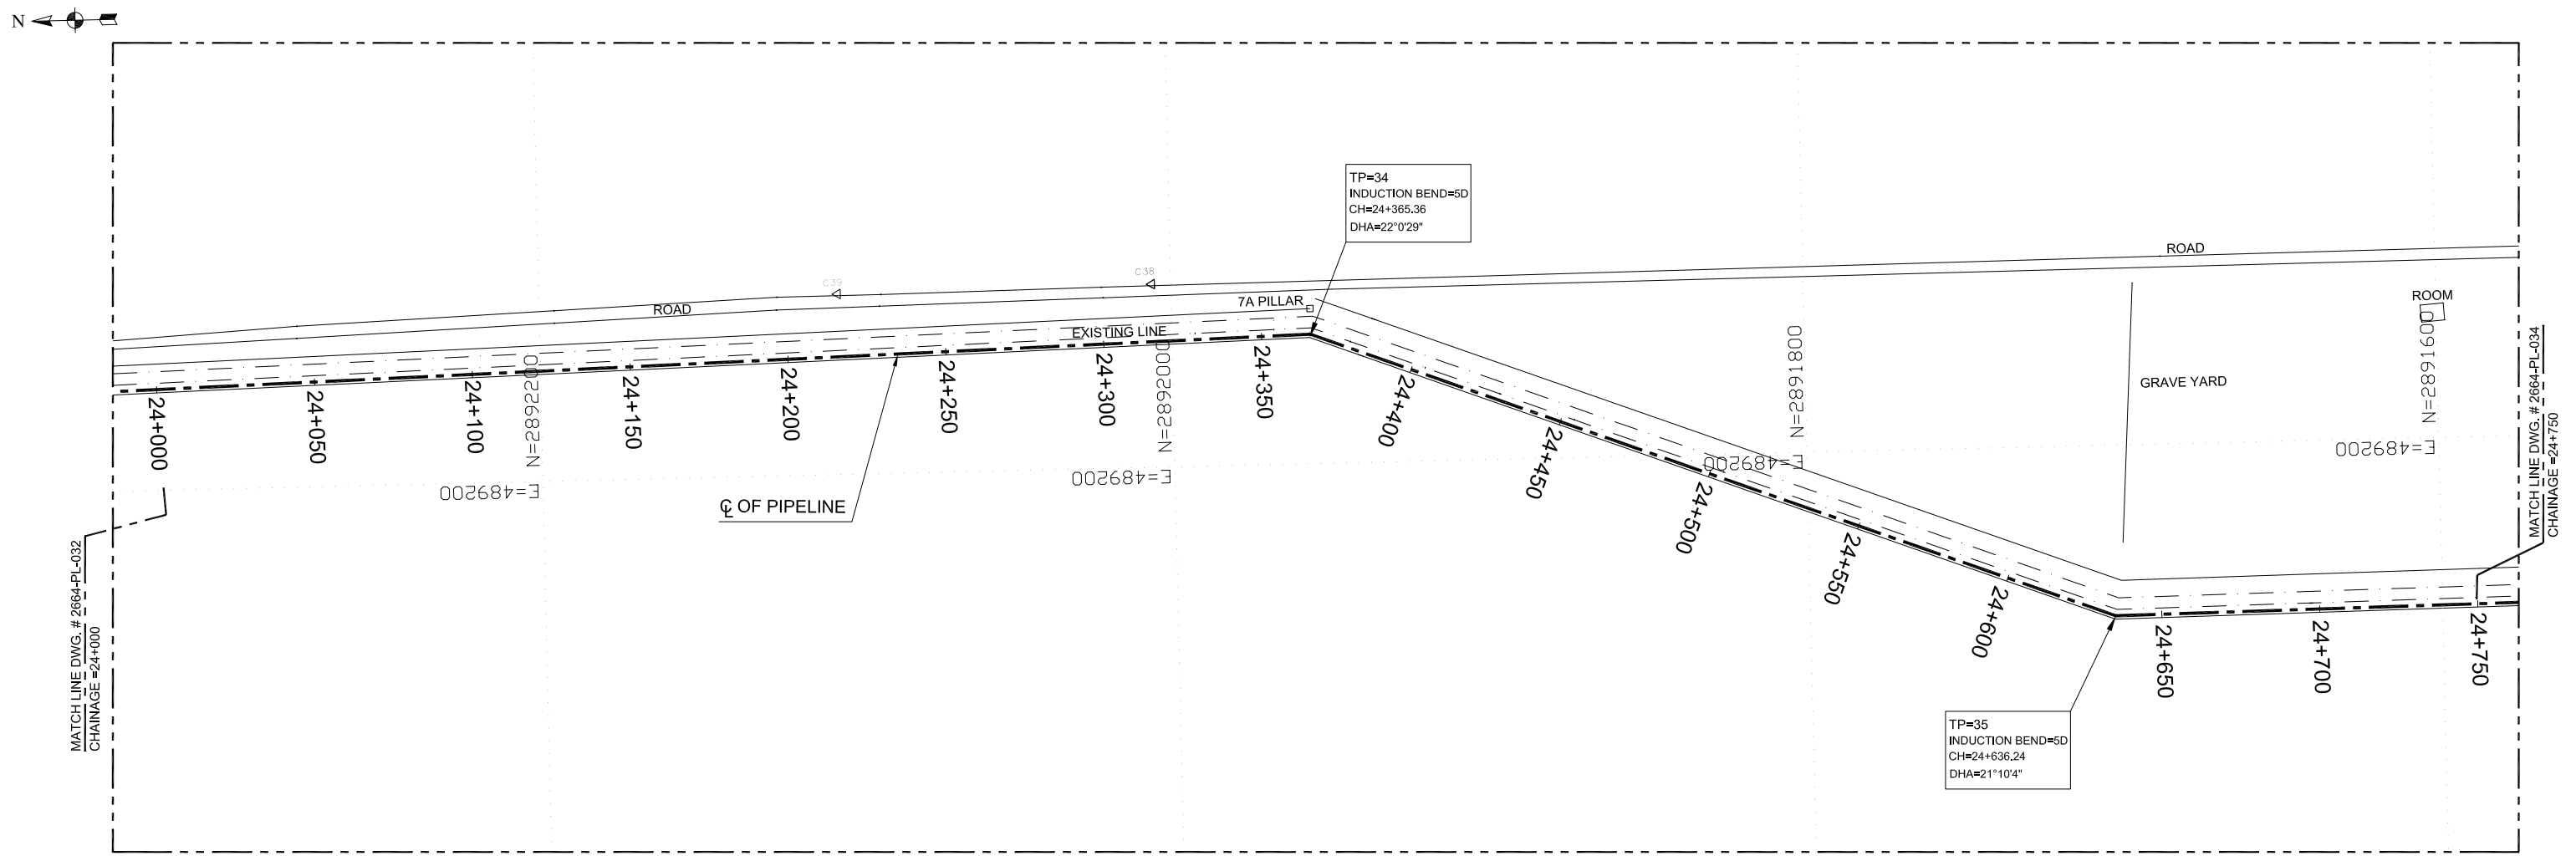 N
TP=34
INDUCTION BEND=5D
CH=24+365.36
DHA=22°0'29"
ROAD
C39
C38
ROAD
7A PILLAR
ROOM
EXISTING LINE
GRAVE YARD
24+000
24+050
24+100
N=2892200
24+150
24+200
24+250
24+300
N=2892000
24+350
24+400
24+450
24+500
N=2891800
24+550
24+600
24+650
24+700
N=2891600
24+750
E=489200
E=489200
E=489200
E=489200
℄ OF PIPELINE
MATCH LINE DWG. # 2664-PL-032
CHAINAGE =24+000
MATCH LINE DWG. # 2664-PL-034
CHAINAGE =24+750
TP=35
INDUCTION BEND=5D
CH=24+636.24
DHA=21°10'4"